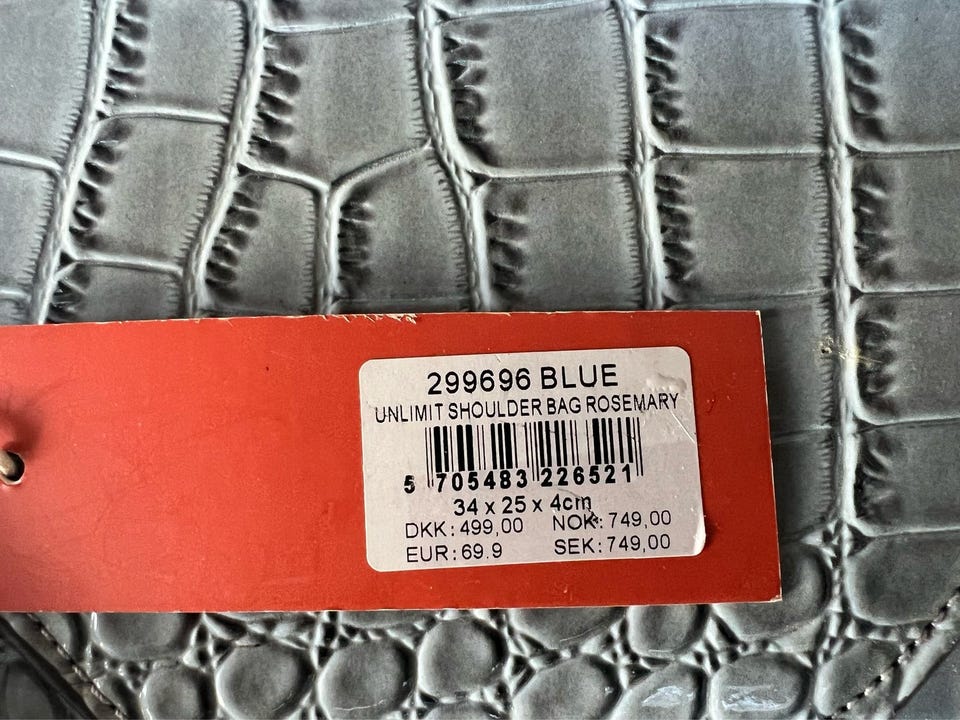 299696 BLUE
UNLIMIT SHOULDER BAG ROSEMARY
5 705483 226521
34 x 25 x 4cm
DKK: 499,00 NOK: 749,00
EUR: 69.9 SEK: 749,00